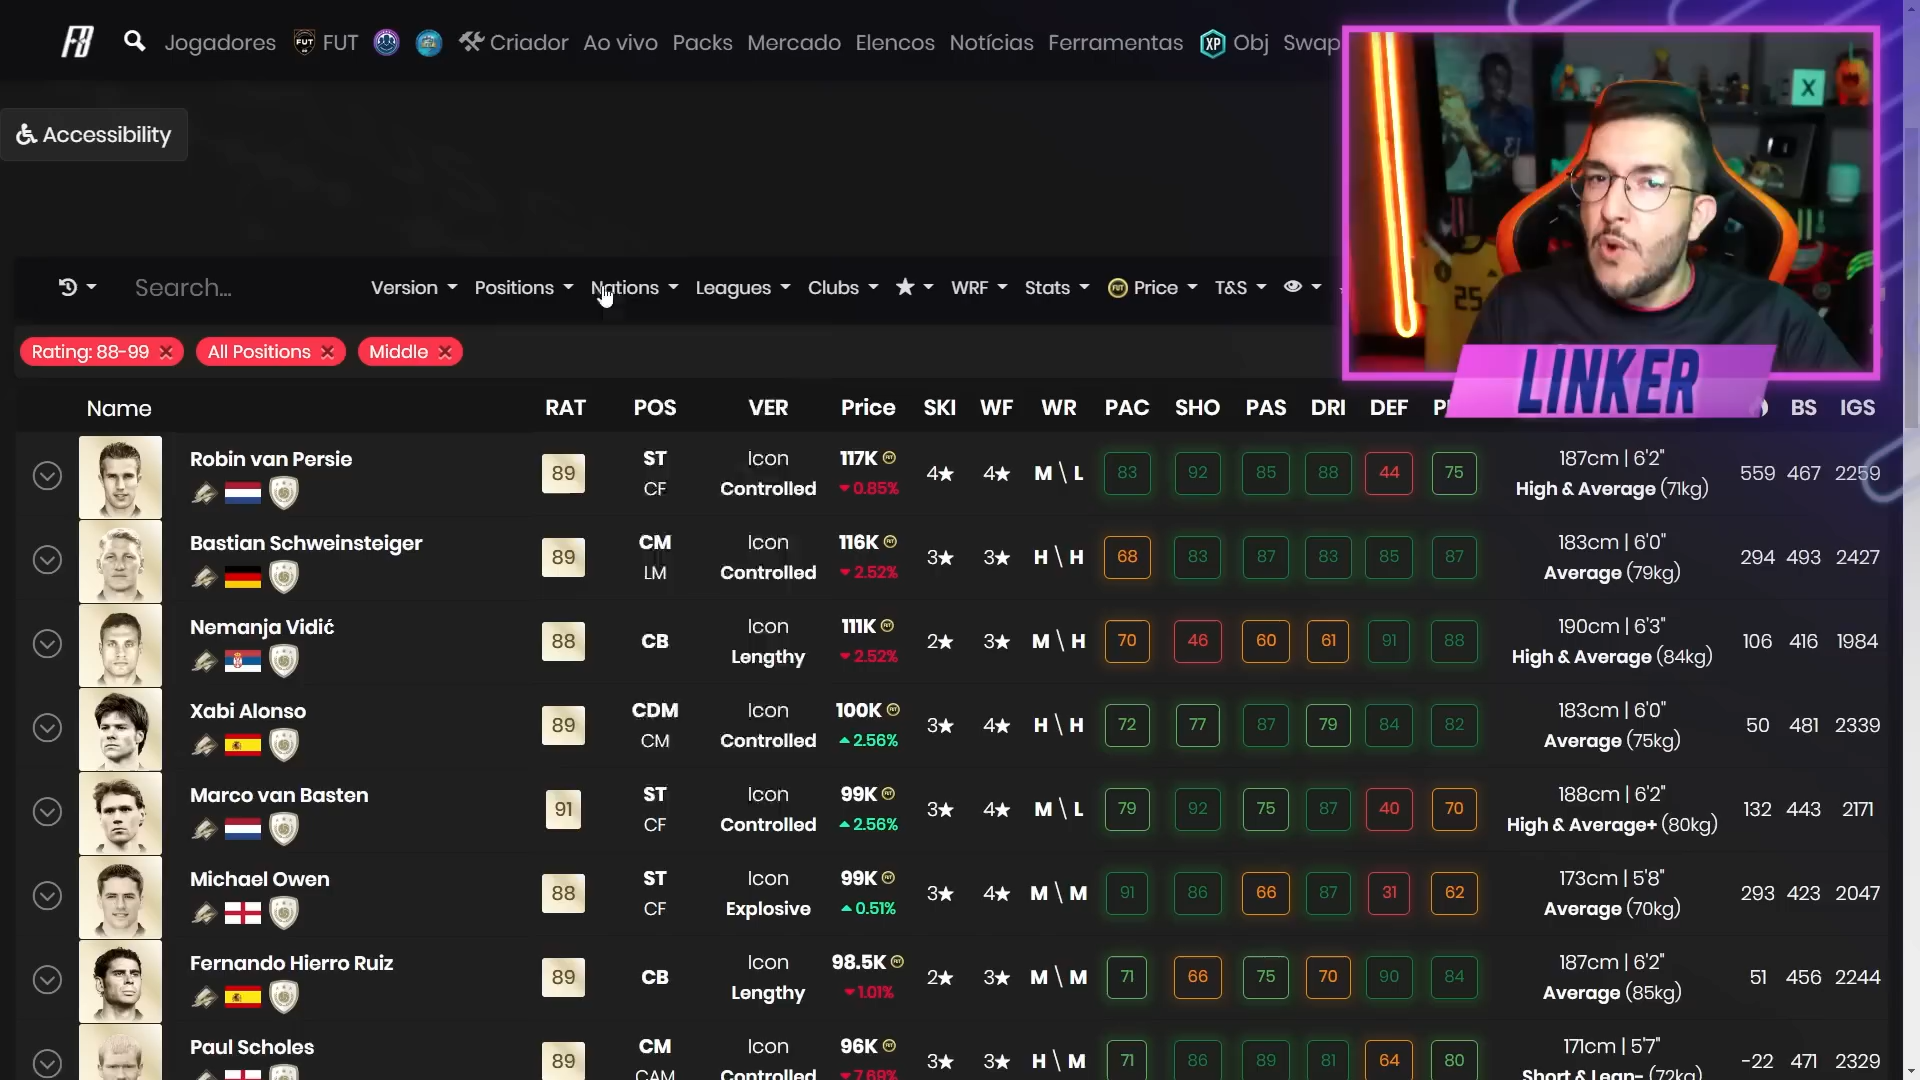 Jogadores FUT Criador Ao vivo Packs Mercado Elencos Notícias Ferramentas XP Obj Swap
X
Accessibility
25
Search... Version Positions Nations Leagues Clubs WRF Stats Price T&S
Rating: 88-99 All Positions Middle
LINKER
Name RAT POS VER Price SKI WF WR PAC SHO PAS DRI DEF BS IGS
Robin van Persie 89 ST Icon 117K 4★ 4★ M \ L 83 92 85 88 44 75 187cm | 6'2" 559 467 2259
CF Controlled 0.85% High & Average (71kg)
Bastian Schweinsteiger 89 CM Icon 116K 3★ 3★ H \ H 68 83 87 83 85 87 183cm | 6'0" 294 493 2427
LM Controlled 2.52% Average (79kg)
Nemanja Vidić 88 CB Icon 111K 2★ 3★ M \ H 70 46 60 61 91 88 190cm | 6'3" 106 416 1984
Lengthy 2.52% High & Average (84kg)
Xabi Alonso 89 CDM Icon 100K 3★ 4★ H \ H 72 77 87 79 84 82 183cm | 6'0" 50 481 2339
CM Controlled 2.56% Average (75kg)
Marco van Basten 91 ST Icon 99K 3★ 4★ M \ L 79 92 75 87 40 70 188cm | 6'2" 132 443 2171
CF Controlled 2.56% High & Average+ (80kg)
Michael Owen 88 ST Icon 99K 3★ 4★ M \ M 91 86 66 87 31 62 173cm | 5'8" 293 423 2047
CF Explosive 0.51% Average (70kg)
Fernando Hierro Ruiz 89 CB Icon 98.5K 2★ 3★ M \ M 71 66 75 70 90 84 187cm | 6'2" 51 456 2244
Lengthy 1.01% Average (85kg)
Paul Scholes 89 CM Icon 96K 3★ 3★ H \ M 71 86 89 81 64 80 171cm | 5'7" -22 471 2329
CAM Controlled 7.69% Short & Lean- (72kg)